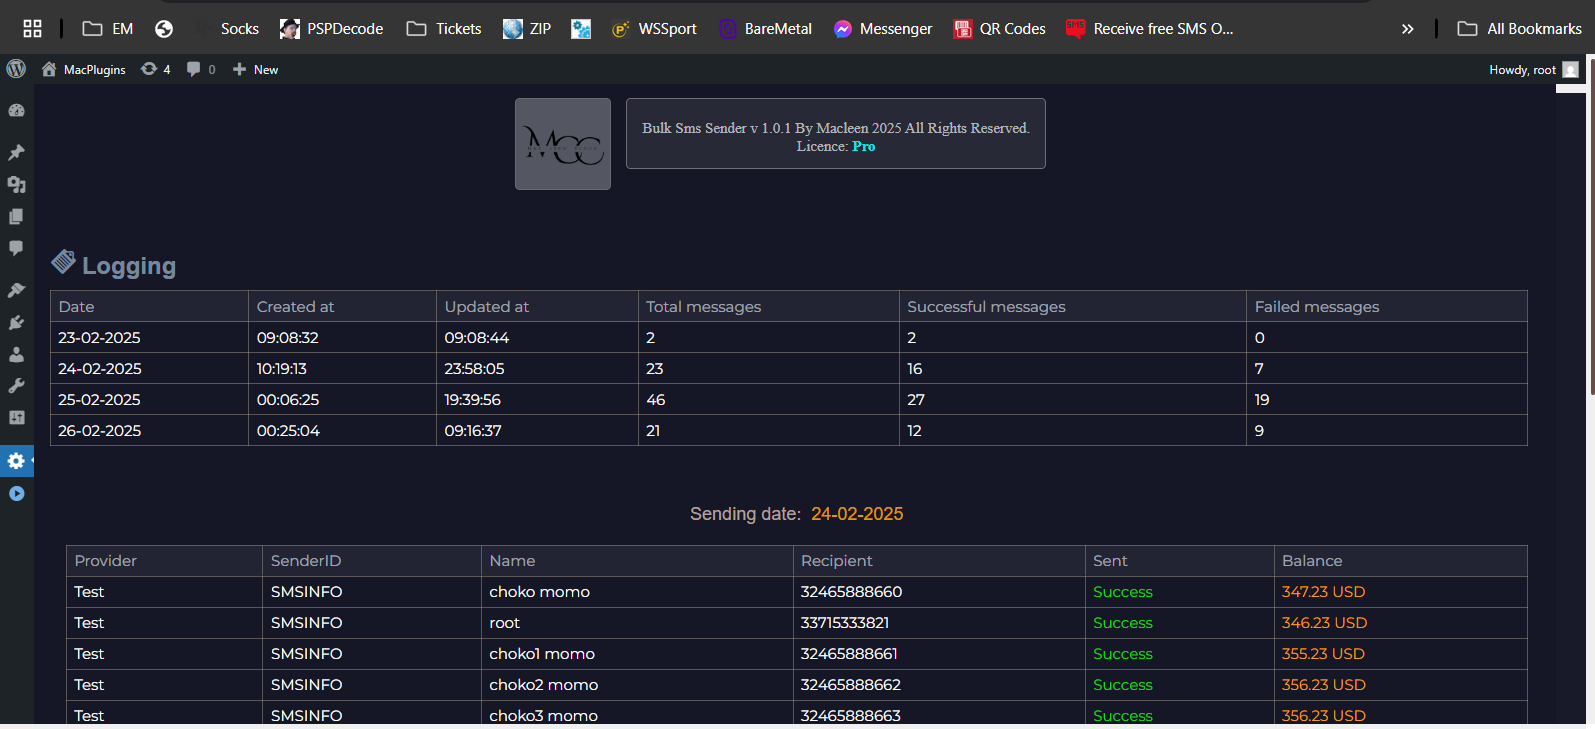 EM Socks PSPDecode Tickets ZIP WSSport BareMetal Messenger QR Codes SMS Receive free SMS O... » All Bookmarks
MacPlugins 4 0 New Howdy, root
MCC
Bulk Sms Sender v 1.0.1 By Macleen 2025 All Rights Reserved.
Licence: Pro
Logging
Date Created at Updated at Total messages Successful messages Failed messages
23-02-2025 09:08:32 09:08:44 2 2 0
24-02-2025 10:19:13 23:58:05 23 16 7
25-02-2025 00:06:25 19:39:56 46 27 19
26-02-2025 00:25:04 09:16:37 21 12 9
Sending date: 24-02-2025
Provider SenderID Name Recipient Sent Balance
Test SMSINFO choko momo 32465888660 Success 347.23 USD
Test SMSINFO root 33715333821 Success 346.23 USD
Test SMSINFO choko1 momo 32465888661 Success 355.23 USD
Test SMSINFO choko2 momo 32465888662 Success 356.23 USD
Test SMSINFO choko3 momo 32465888663 Success 356.23 USD